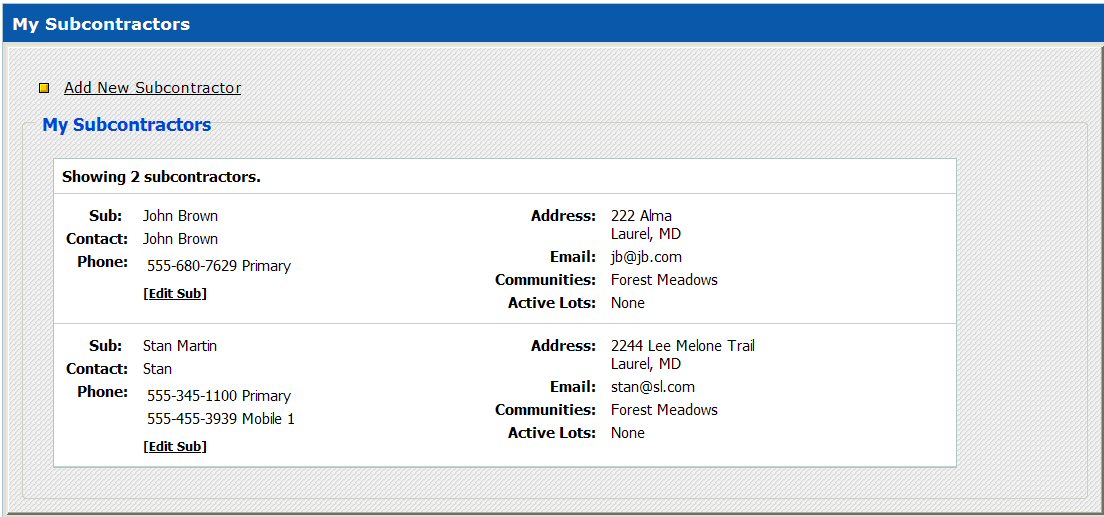 My Subcontractors
Add New Subcontractor
My Subcontractors
Showing 2 subcontractors.
Sub: John Brown
Contact: John Brown
Phone: 555-680-7629 Primary
[Edit Sub]
Address: 222 Alma
Laurel, MD
Email: jb@jb.com
Communities: Forest Meadows
Active Lots: None
Sub: Stan Martin
Contact: Stan
Phone: 555-345-1100 Primary
555-455-3939 Mobile 1
[Edit Sub]
Address: 2244 Lee Melone Trail
Laurel, MD
Email: stan@sl.com
Communities: Forest Meadows
Active Lots: None